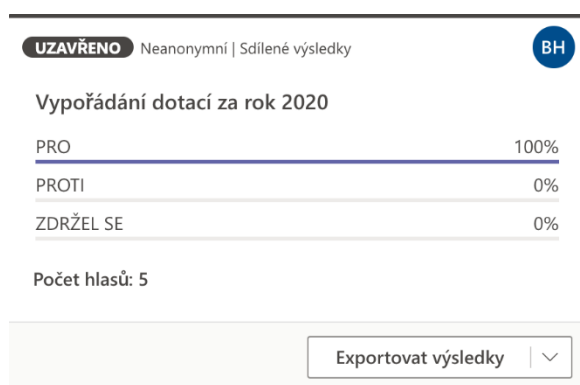 UZAVŘENO Neanonymní | Sdílené výsledky BH
Vypořádání dotací za rok 2020
PRO 100%
PROTI 0%
ZDRŽEL SE 0%
Počet hlasů: 5
Exportovat výsledky